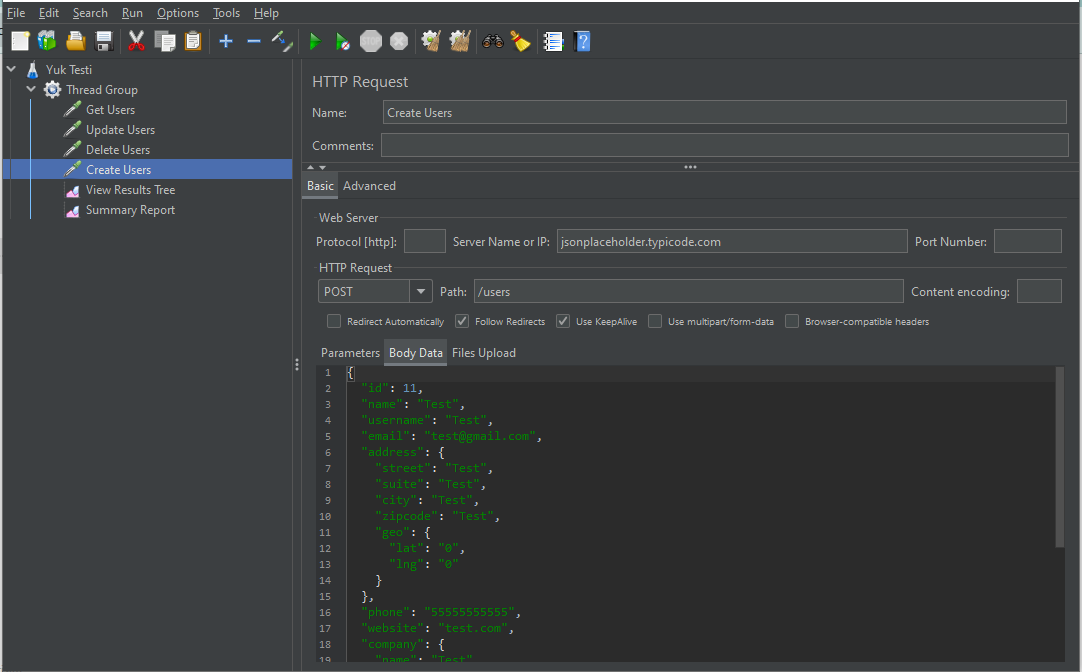 File Edit Search Run Options Tools Help
STOP
?
Yuk Testi
Thread Group
Get Users
Update Users
Delete Users
Create Users
View Results Tree
Summary Report
HTTP Request
Name: Create Users
Comments:
Basic Advanced
Web Server
Protocol [http]: Server Name or IP: jsonplaceholder.typicode.com Port Number:
HTTP Request
POST Path: /users Content encoding:
Redirect Automatically Follow Redirects Use KeepAlive Use multipart/form-data Browser-compatible headers
Parameters Body Data Files Upload
1 {
2 "id": 11,
3 "name": "Test",
4 "username": "Test",
5 "email": "test@gmail.com",
6 "address": {
7 "street": "Test",
8 "suite": "Test",
9 "city": "Test",
10 "zipcode": "Test",
11 "geo": {
12 "lat": "0",
13 "lng": "0"
14 }
15 },
16 "phone": "55555555555",
17 "website": "test.com",
18 "company": {
19 "name": "Test"